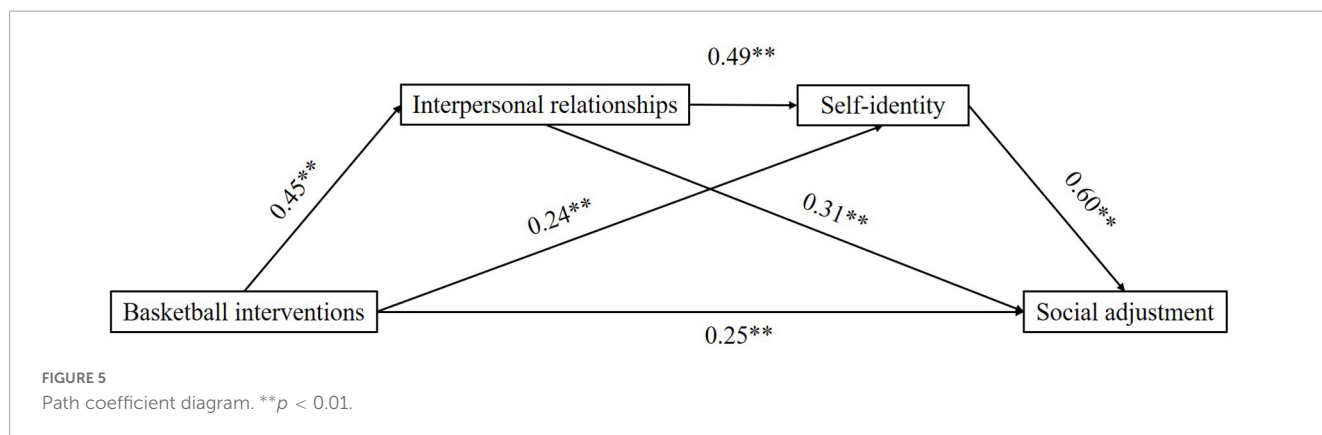 0.49**
Interpersonal relationships
Self-identity
0.45**
0.24**
0.31**
0.60**
Basketball interventions
Social adjustment
0.25**
FIGURE 5
Path coefficient diagram. **p < 0.01.